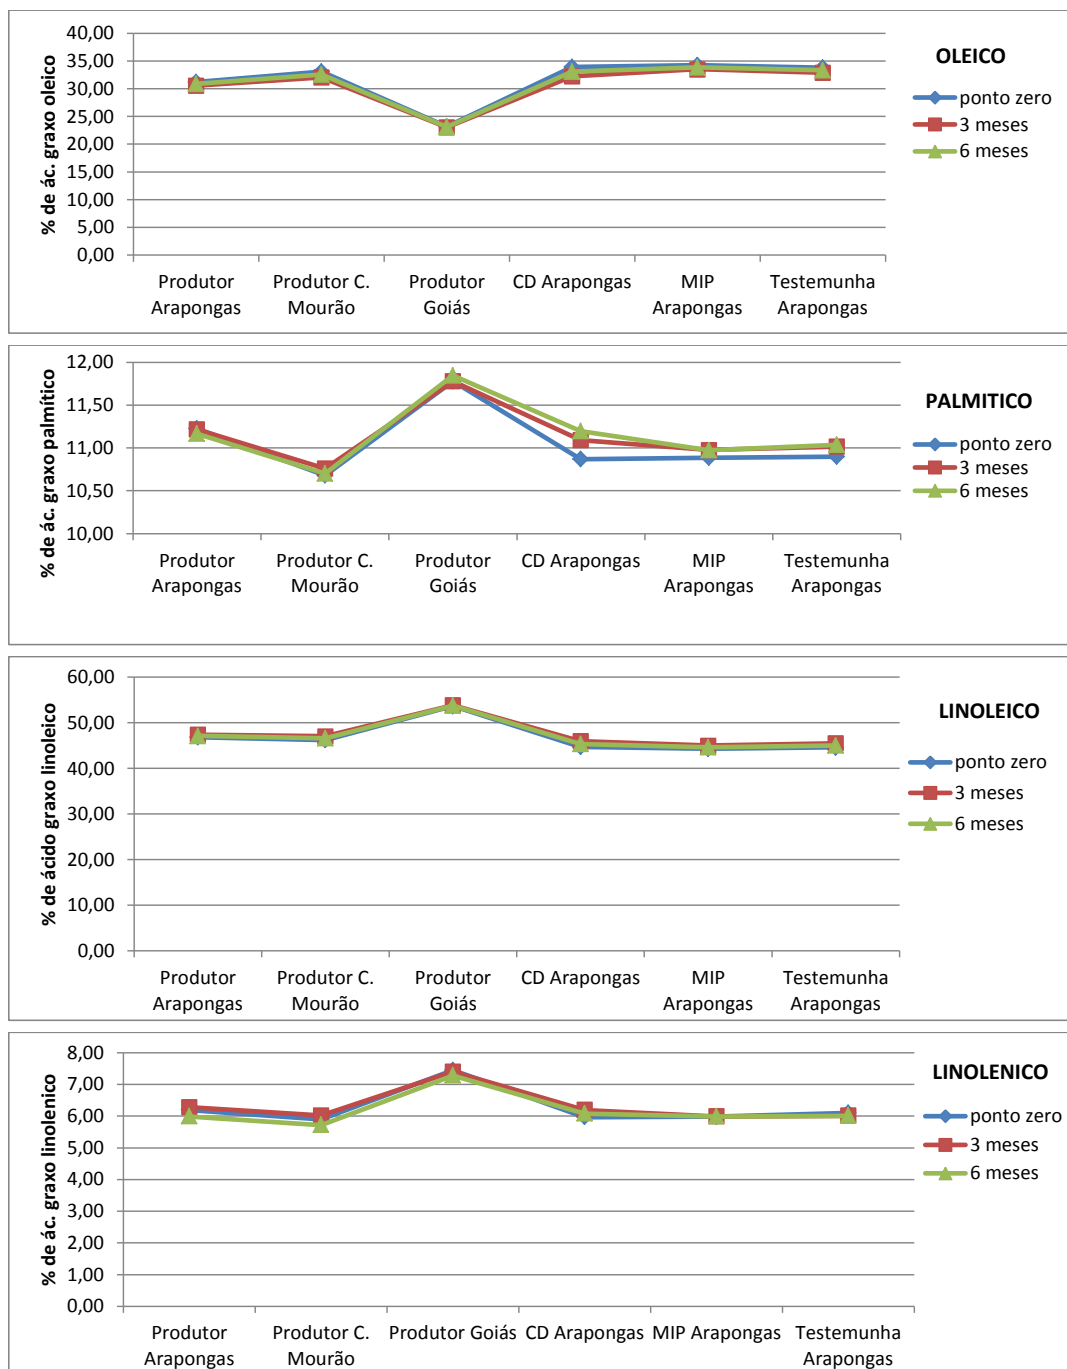 % de ác. graxo oleico
40,00
35,00
30,00
25,00
20,00
15,00
10,00
5,00
0,00
Produtor Arapongas
Produtor C. Mourão
Produtor Goiás
CD Arapongas
MIP Arapongas
Testemunha Arapongas
OLEICO
ponto zero
3 meses
6 meses
% de ác. graxo palmítico
12,00
11,50
11,00
10,50
10,00
Produtor Arapongas
Produtor C. Mourão
Produtor Goiás
CD Arapongas
MIP Arapongas
Testemunha Arapongas
PALMITICO
ponto zero
3 meses
6 meses
% de ácido graxo linoleico
60,00
50,00
40,00
30,00
20,00
10,00
0,00
Produtor Arapongas
Produtor C. Mourão
Produtor Goiás
CD Arapongas
MIP Arapongas
Testemunha Arapongas
LINOLEICO
ponto zero
3 meses
6 meses
% de ác. graxo linolenico
8,00
7,00
6,00
5,00
4,00
3,00
2,00
1,00
0,00
Produtor Arapongas
Produtor C. Mourão
Produtor Goiás
CD Arapongas
MIP Arapongas
Testemunha Arapongas
LINOLENICO
ponto zero
3 meses
6 meses